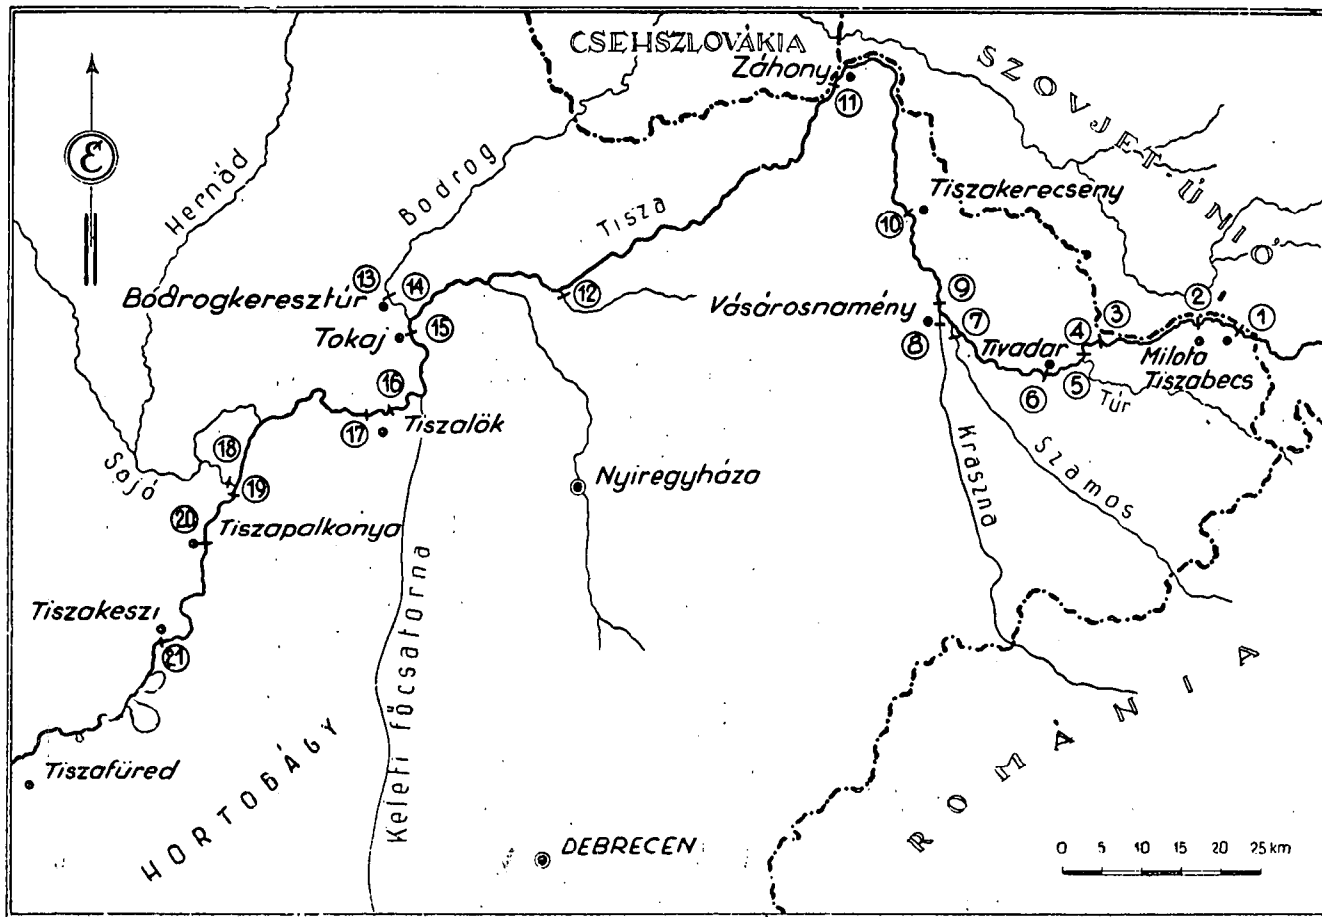 CSEHSZLOVÁKIA
SZOVJET-ÚNIÓ
Záhony
11
É
Hernád
Bodrog
Tisza
Tiszakerecseny
10
13
14
12
Bodrogkeresztúr
Vásárosnamény
9
7
8
2
3
1
4
Tokaj
15
Tivadar
Milota
Tiszabecs
16
6
5
Túr
17
Tiszalök
18
Sajó
19
Kraszna
Szamos
Nyiregyháza
20
Tiszapalkonya
Keleti főcsatorna
Tiszakeszi
21
ROMÁNIA
Tiszafüred
HORTOBÁGY
DEBRECEN
0 5 10 15 20 25 km